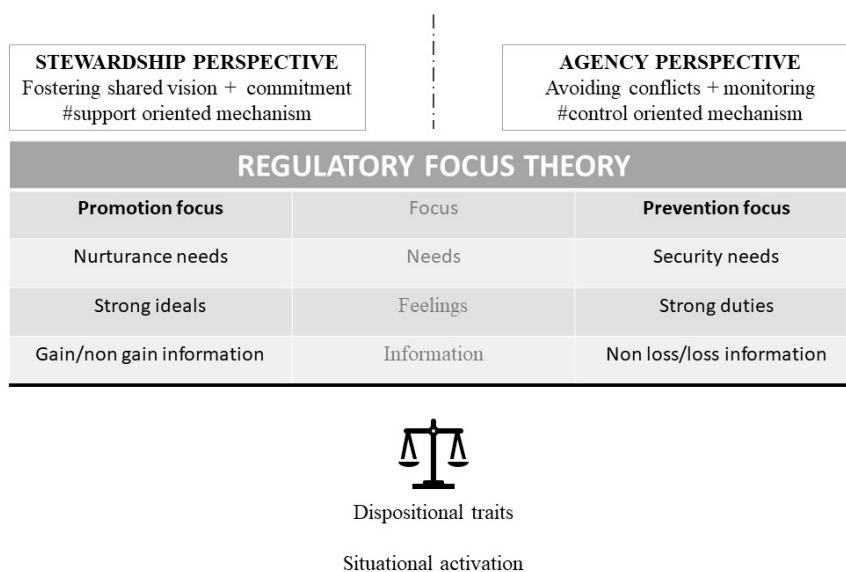 STEWARDSHIP PERSPECTIVE
Fostering shared vision + commitment
#support oriented mechanism
AGENCY PERSPECTIVE
Avoiding conflicts + monitoring
#control oriented mechanism
REGULATORY FOCUS THEORY
Promotion focus
Focus
Prevention focus
Nurturance needs
Needs
Security needs
Strong ideals
Feelings
Strong duties
Gain/non gain information
Information
Non loss/loss information
Dispositional traits
Situational activation